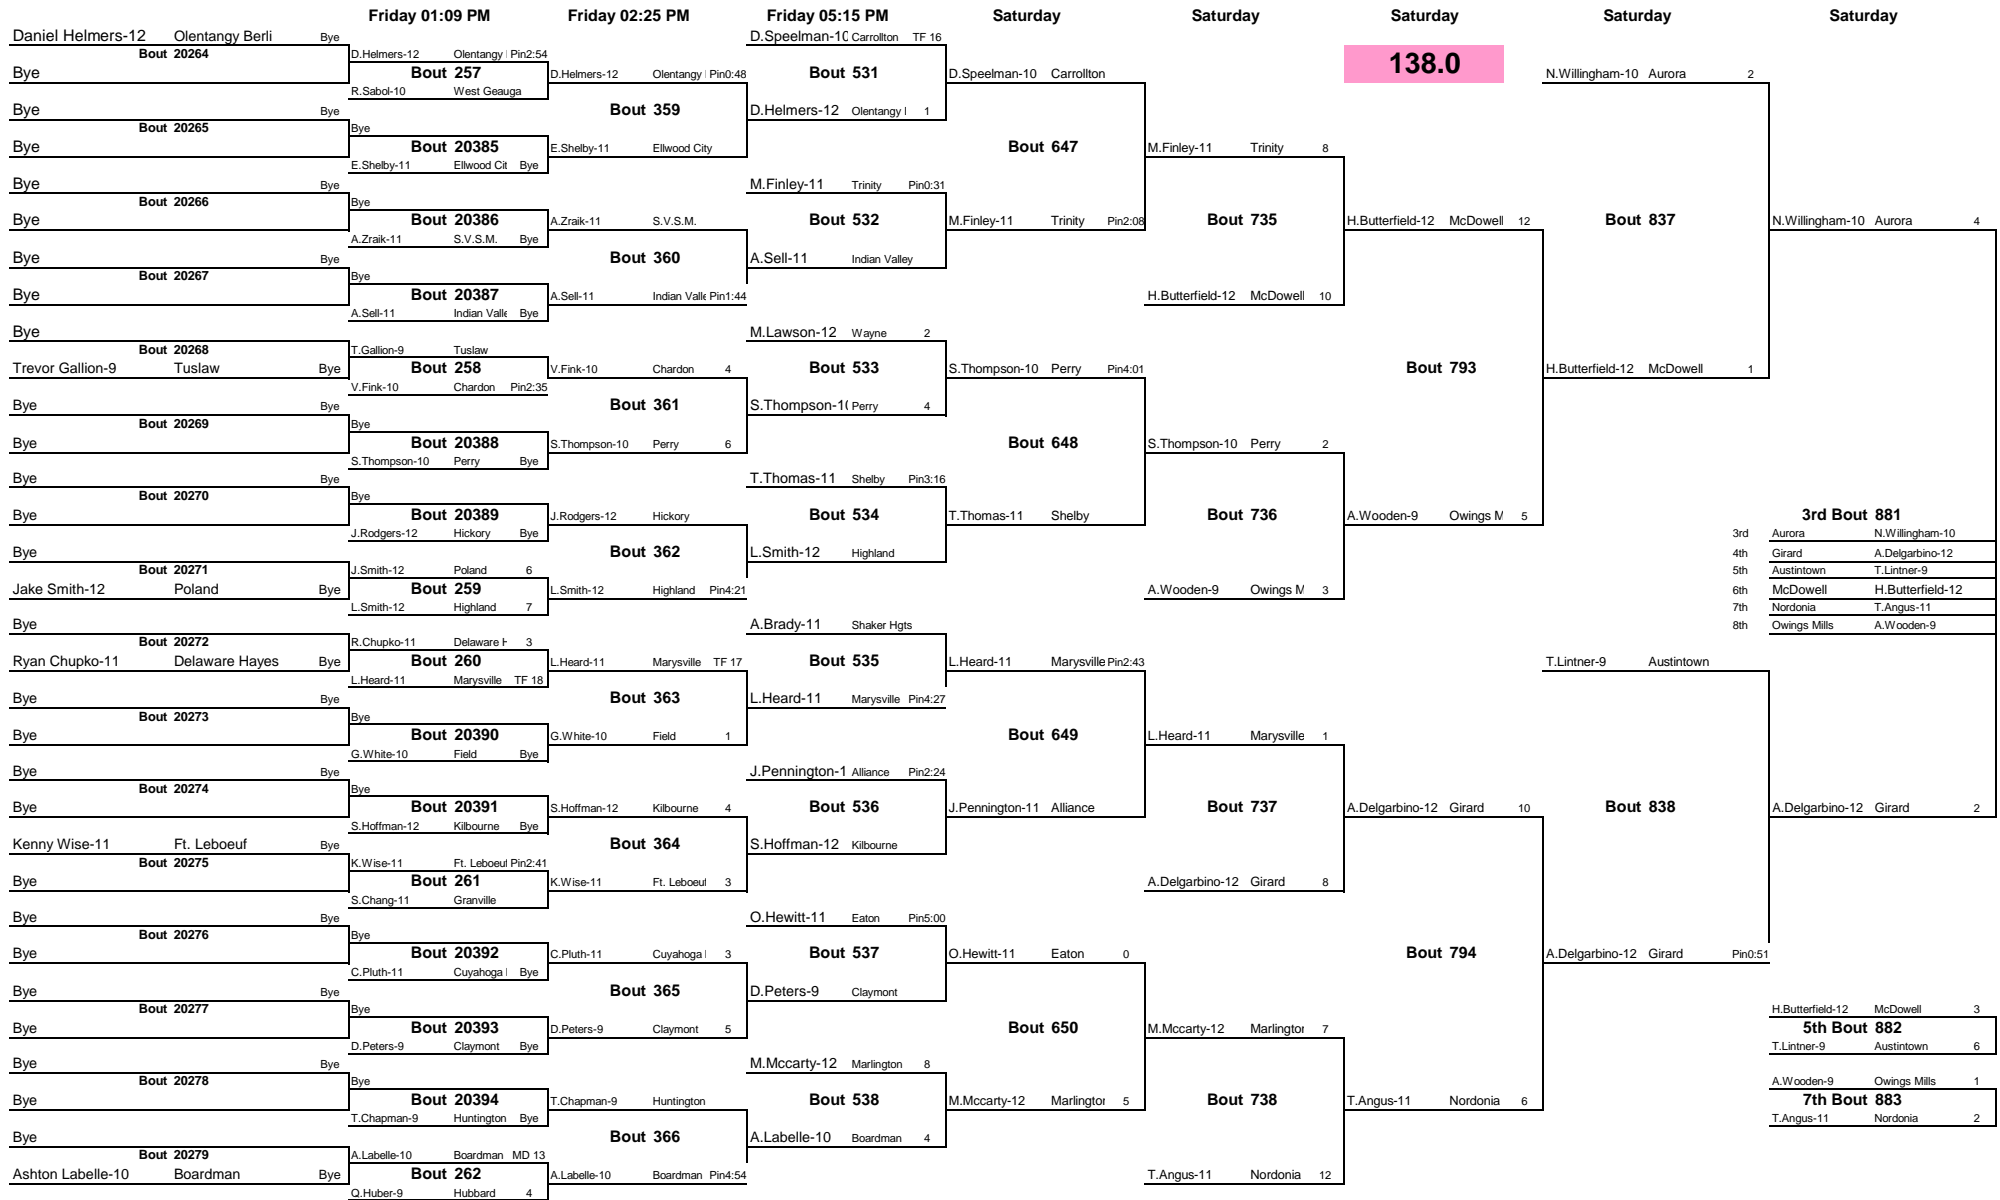 Friday 01:09 PM
Friday 02:25 PM
Friday 05:15 PM
Saturday
Saturday
Saturday
Saturday
Saturday
138.0
Daniel Helmers-12 Olentangy Berli Bye
Bout 20264
Bye
Bye Bye
Bout 20265
Bye
Bye Bye
Bout 20266
Bye
Bye Bye
Bout 20267
Bye
Bye
Bout 20268
Trevor Gallion-9 Tuslaw Bye
Bye Bye
Bout 20269
Bye
Bye Bye
Bout 20270
Bye
Bye
Bout 20271
Jake Smith-12 Poland Bye
Bye
Bout 20272
Ryan Chupko-11 Delaware Hayes Bye
Bye Bye
Bout 20273
Bye
Bye Bye
Bout 20274
Bye
Kenny Wise-11 Ft. Leboeuf Bye
Bout 20275
Bye
Bye Bye
Bout 20276
Bye
Bye Bye
Bout 20277
Bye
Bye Bye
Bout 20278
Bye
Bye
Bout 20279
Ashton Labelle-10 Boardman Bye
D.Helmers-12 Olentangy Pin2:54
Bout 257
R.Sabol-10 West Geauga
Bye
Bout 20385
E.Shelby-11 Ellwood Cit Bye
Bye
Bout 20386
A.Zraik-11 S.V.S.M. Bye
Bye
Bout 20387
A.Sell-11 Indian Valle Bye
T.Gallion-9 Tuslaw
Bout 258
V.Fink-10 Chardon Pin2:35
Bye
Bout 20388
S.Thompson-10 Perry Bye
Bye
Bout 20389
J.Rodgers-12 Hickory Bye
J.Smith-12 Poland 6
Bout 259
L.Smith-12 Highland 7
R.Chupko-11 Delaware H 3
Bout 260
L.Heard-11 Marysville TF 18
Bye
Bout 20390
G.White-10 Field Bye
Bye
Bout 20391
S.Hoffman-12 Kilbourne Bye
K.Wise-11 Ft. Leboeuf Pin2:41
Bout 261
S.Chang-11 Granville
Bye
Bout 20392
C.Pluth-11 Cuyahoga Bye
Bye
Bout 20393
D.Peters-9 Claymont Bye
Bye
Bout 20394
T.Chapman-9 Huntington Bye
A.Labelle-10 Boardman MD 13
Bout 262
Q.Huber-9 Hubbard 4
D.Helmers-12 Olentangy Pin0:48
Bout 359
E.Shelby-11 Ellwood City
A.Zraik-11 S.V.S.M.
Bout 360
A.Sell-11 Indian Valle Pin1:44
V.Fink-10 Chardon 4
Bout 361
S.Thompson-10 Perry 6
J.Rodgers-12 Hickory
Bout 362
L.Smith-12 Highland Pin4:21
L.Heard-11 Marysville TF 17
Bout 363
G.White-10 Field 1
S.Hoffman-12 Kilbourne 4
Bout 364
K.Wise-11 Ft. Leboeuf 3
C.Pluth-11 Cuyahoga 3
Bout 365
D.Peters-9 Claymont 5
T.Chapman-9 Huntington
Bout 366
A.Labelle-10 Boardman Pin4:54
D.Speelman-10 Carrollton TF 16
Bout 531
D.Helmers-12 Olentangy 1
M.Finley-11 Trinity Pin0:31
Bout 532
A.Sell-11 Indian Valley
M.Lawson-12 Wayne 2
Bout 533
S.Thompson-1 Perry 4
T.Thomas-11 Shelby Pin3:16
Bout 534
L.Smith-12 Highland
A.Brady-11 Shaker Hgts
Bout 535
L.Heard-11 Marysville Pin4:27
J.Pennington-1 Alliance Pin2:24
Bout 536
S.Hoffman-12 Kilbourne
O.Hewitt-11 Eaton Pin5:00
Bout 537
D.Peters-9 Claymont
M.Mccarty-12 Marlington 8
Bout 538
A.Labelle-10 Boardman 4
D.Speelman-10 Carrollton
Bout 647
M.Finley-11 Trinity Pin2:08
S.Thompson-10 Perry Pin4:01
Bout 648
T.Thomas-11 Shelby
L.Heard-11 Marysville Pin2:43
Bout 649
J.Pennington-11 Alliance
O.Hewitt-11 Eaton 0
Bout 650
M.Mccarty-12 Marlingtor 5
M.Finley-11 Trinity 8
Bout 735
H.Butterfield-12 McDowell 10
S.Thompson-10 Perry 2
Bout 736
A.Wooden-9 Owings M 3
L.Heard-11 Marysville 1
Bout 737
A.Delgarbino-12 Girard 8
M.Mccarty-12 Marlingtor 7
Bout 738
T.Angus-11 Nordonia 12
H.Butterfield-12 McDowell 12
Bout 793
A.Wooden-9 Owings M 5
A.Delgarbino-12 Girard 10
Bout 794
T.Angus-11 Nordonia 6
N.Willingham-10 Aurora 2
Bout 837
H.Butterfield-12 McDowell 1
T.Lintner-9 Austintown
Bout 838
A.Delgarbino-12 Girard Pin0:51
N.Willingham-10 Aurora 4
3rd Bout 881
3rd Aurora N.Willingham-10
4th Girard A.Delgarbino-12
5th Austintown T.Lintner-9
6th McDowell H.Butterfield-12
7th Nordonia T.Angus-11
8th Owings Mills A.Wooden-9
A.Delgarbino-12 Girard 2
H.Butterfield-12 McDowell 3
5th Bout 882
T.Lintner-9 Austintown 6
A.Wooden-9 Owings Mills 1
7th Bout 883
T.Angus-11 Nordonia 2